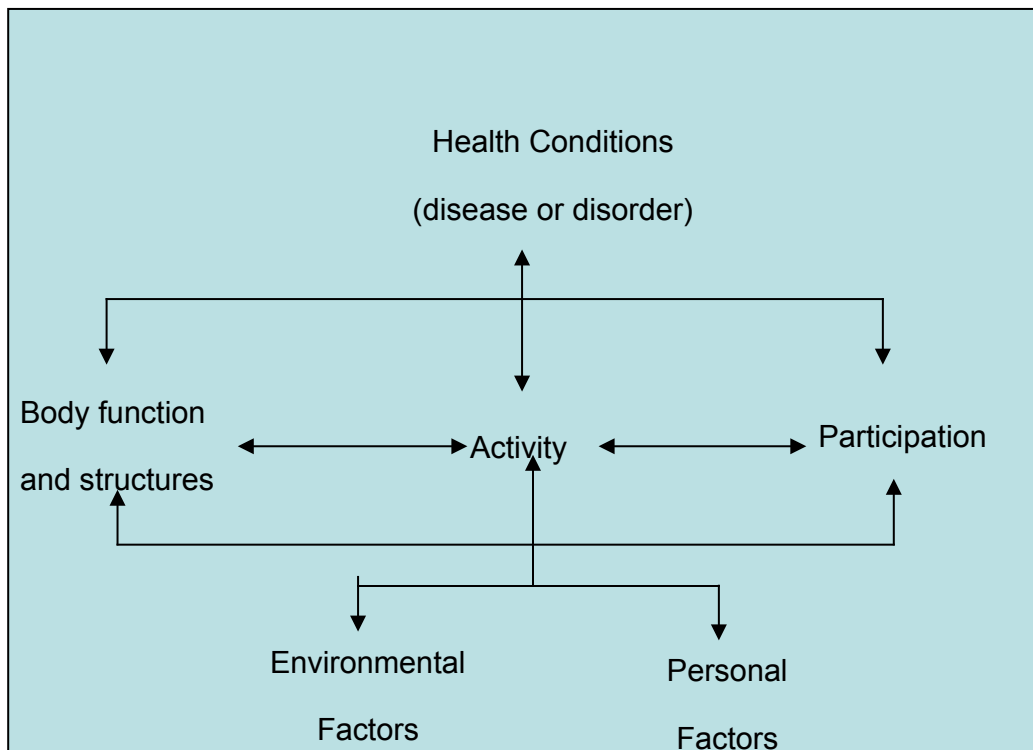 Health Conditions
(disease or disorder)
Body function
and structures
Activity
Participation
Environmental
Factors
Personal
Factors